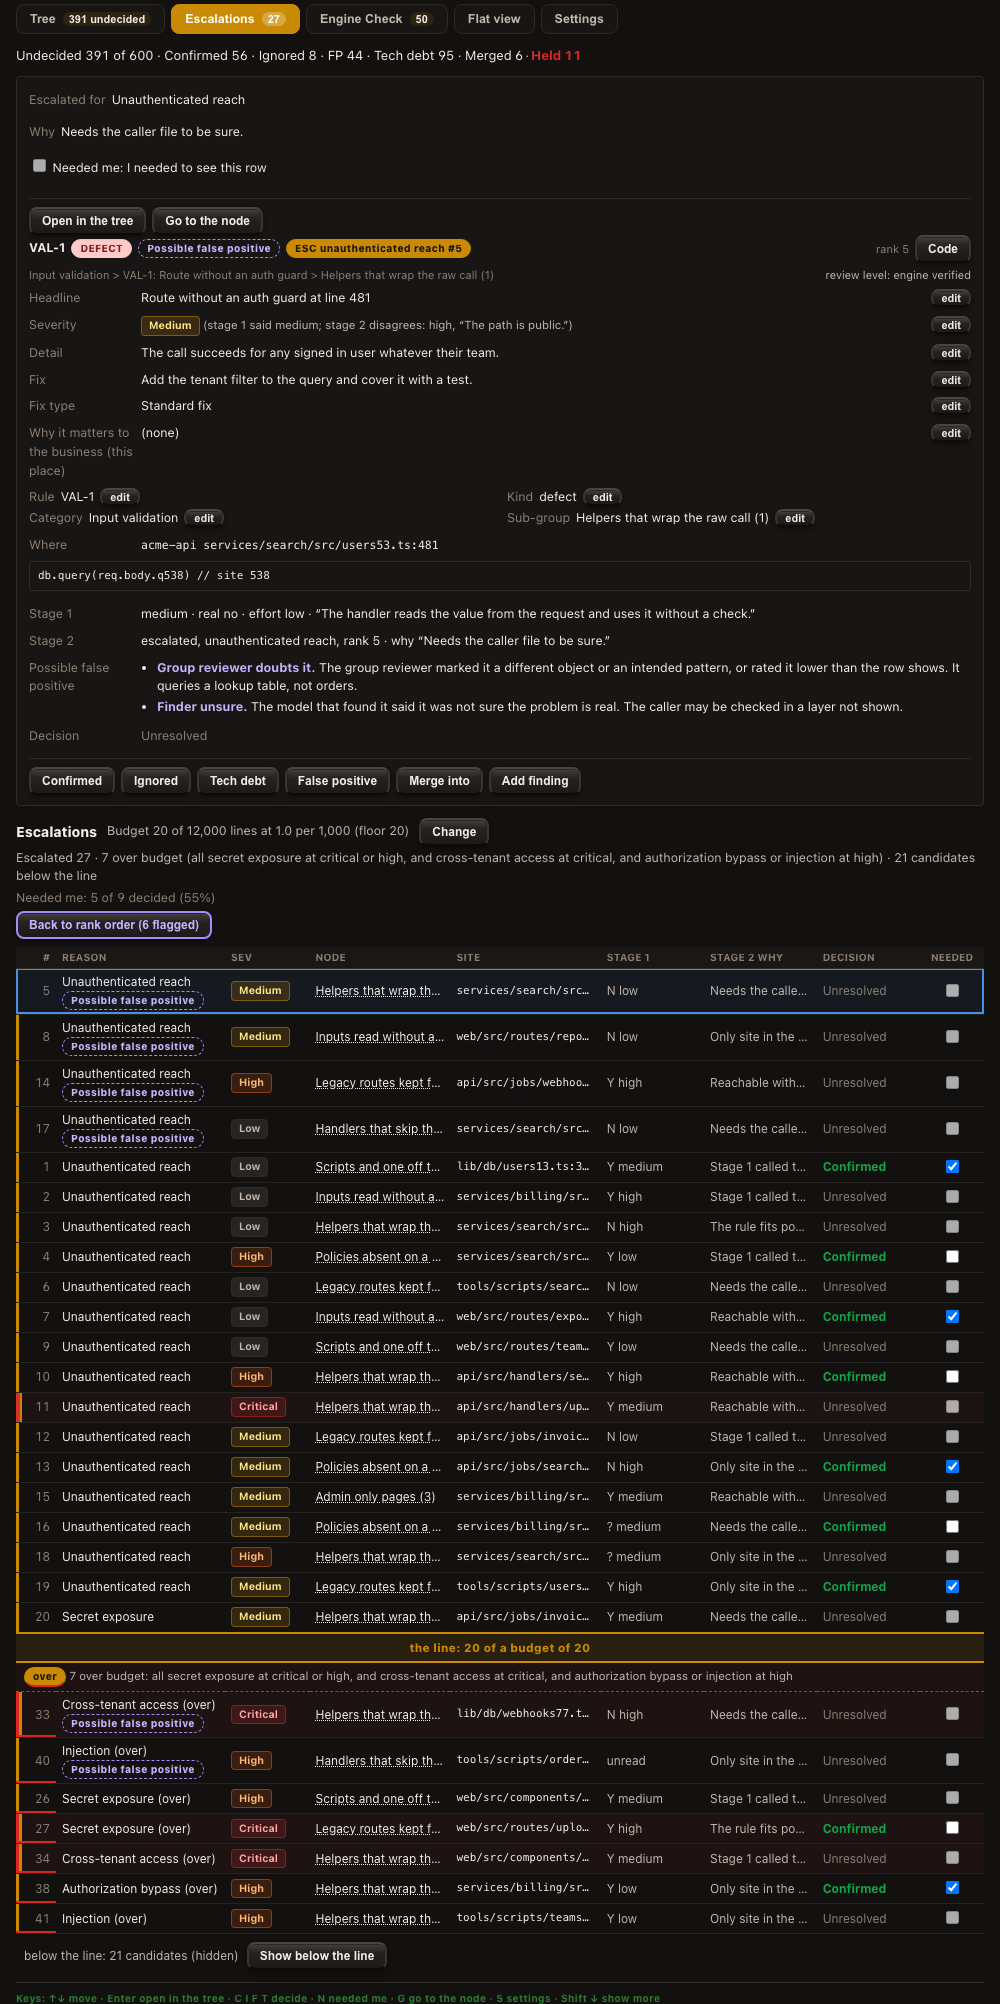 Tree 391 undecided Escalations 27 Engine Check 50 Flat view Settings
Undecided 391 of 600 · Confirmed 56 · Ignored 8 · FP 44 · Tech debt 95 · Merged 6 · Held 11
Escalated for Unauthenticated reach
Why Needs the caller file to be sure.
Needed me: I needed to see this row
Open in the tree Go to the node
VAL-1 DEFECT Possible false positive ESC unauthenticated reach #5 rank 5 Code
Input validation > VAL-1: Route without an auth guard > Helpers that wrap the raw call (1) review level: engine verified
Headline Route without an auth guard at line 481 edit
Severity Medium (stage 1 said medium; stage 2 disagrees: high, “The path is public.”) edit
Detail The call succeeds for any signed in user whatever their team. edit
Fix Add the tenant filter to the query and cover it with a test. edit
Fix type Standard fix edit
Why it matters to (none) edit
the business (this
place)
Rule VAL-1 edit Kind defect edit
Category Input validation edit Sub-group Helpers that wrap the raw call (1) edit
Where acme-api services/search/src/users53.ts:481
db.query(req.body.q538) // site 538
Stage 1 medium · real no · effort low · “The handler reads the value from the request and uses it without a check.”
Stage 2 escalated, unauthenticated reach, rank 5 · why “Needs the caller file to be sure.”
Possible false • Group reviewer doubts it. The group reviewer marked it a different object or an intended pattern, or rated it lower than the row shows. It
positive queries a lookup table, not orders.
• Finder unsure. The model that found it said it was not sure the problem is real. The caller may be checked in a layer not shown.
Decision Unresolved
Confirmed Ignored Tech debt False positive Merge into Add finding
Escalations Budget 20 of 12,000 lines at 1.0 per 1,000 (floor 20) Change
Escalated 27 · 7 over budget (all secret exposure at critical or high, and cross-tenant access at critical, and authorization bypass or injection at high) · 21 candidates
below the line
Needed me: 5 of 9 decided (55%)
Back to rank order (6 flagged)
# REASON SEV NODE SITE STAGE 1 STAGE 2 WHY DECISION NEEDED
5 Unauthenticated reach Possible false positive Medium Helpers that wrap th... services/search/src… N low Needs the calle... Unresolved
8 Unauthenticated reach Possible false positive Medium Inputs read without a... web/src/routes/repo… N low Only site in the ... Unresolved
14 Unauthenticated reach Possible false positive High Legacy routes kept f... api/src/jobs/webhoo… Y high Reachable with... Unresolved
17 Unauthenticated reach Possible false positive Low Handlers that skip th... services/search/src… N low Needs the calle... Unresolved
1 Unauthenticated reach Low Scripts and one off t... lib/db/users13.ts:3… Y medium Stage 1 called t... Confirmed
2 Unauthenticated reach Low Inputs read without a... services/billing/sr… Y high Stage 1 called t... Unresolved
3 Unauthenticated reach Low Helpers that wrap th... services/search/src… N high The rule fits po... Unresolved
4 Unauthenticated reach High Policies absent on a ... services/search/src… Y low Stage 1 called t... Confirmed
6 Unauthenticated reach Low Legacy routes kept f... tools/scripts/searc… N low Needs the calle... Unresolved
7 Unauthenticated reach Low Inputs read without a... web/src/routes/expo… Y high Reachable with... Confirmed
9 Unauthenticated reach Low Scripts and one off t... web/src/routes/team… Y low Needs the calle... Unresolved
10 Unauthenticated reach High Helpers that wrap th... api/src/handlers/se… Y high Reachable with... Confirmed
11 Unauthenticated reach Critical Helpers that wrap th... api/src/handlers/up… Y medium Reachable with... Unresolved
12 Unauthenticated reach Medium Legacy routes kept f... api/src/jobs/invoic… N low Stage 1 called t... Unresolved
13 Unauthenticated reach Medium Policies absent on a ... api/src/jobs/search… N high Only site in the ... Confirmed
15 Unauthenticated reach Medium Admin only pages (3) services/billing/sr… Y medium Reachable with... Unresolved
16 Unauthenticated reach Medium Policies absent on a ... services/billing/sr… ? medium Needs the calle... Confirmed
18 Unauthenticated reach High Helpers that wrap th... services/search/src… ? medium Only site in the ... Unresolved
19 Unauthenticated reach Medium Legacy routes kept f... tools/scripts/users… Y high Only site in the ... Confirmed
20 Secret exposure Medium Helpers that wrap th... api/src/jobs/invoic… Y medium Needs the calle... Unresolved
the line: 20 of a budget of 20
over 7 over budget: all secret exposure at critical or high, and cross-tenant access at critical, and authorization bypass or injection at high
33 Cross-tenant access (over) Possible false positive Critical Helpers that wrap th... lib/db/webhooks77.t… N high Needs the calle... Unresolved
40 Injection (over) Possible false positive High Handlers that skip th... tools/scripts/order… unread Only site in the ... Unresolved
26 Secret exposure (over) High Scripts and one off t... web/src/components/… Y medium Stage 1 called t... Unresolved
27 Secret exposure (over) Critical Legacy routes kept f... web/src/routes/uplo… Y high The rule fits po... Confirmed
34 Cross-tenant access (over) Critical Helpers that wrap th... web/src/components/… Y medium Stage 1 called t... Unresolved
38 Authorization bypass (over) High Helpers that wrap th... services/billing/sr… Y low Only site in the ... Confirmed
41 Injection (over) High Helpers that wrap th... tools/scripts/teams… Y low Only site in the ... Unresolved
below the line: 21 candidates (hidden) Show below the line
Keys: ↑↓ move · Enter open in the tree · C I F T decide · N needed me · G go to the node · S settings · Shift ↓ show more